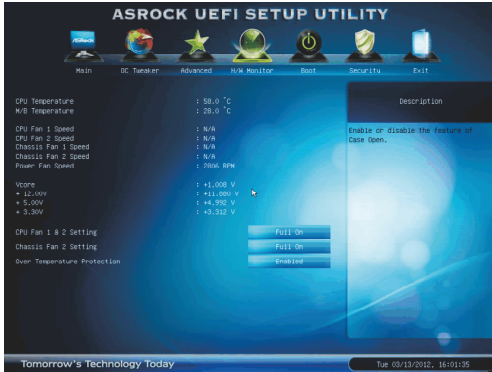 ASROCK UEFI SETUP UTILITY
ASRock
Main OC Tweaker Advanced H/W Monitor Boot Security Exit
CPU Temperature : 58.0 °C
M/B Temperature : 28.0 °C
CPU Fan 1 Speed : N/A
CPU Fan 2 Speed : N/A
Chassis Fan 1 Speed : N/A
Chassis Fan 2 Speed : N/A
Power Fan Speed : 2806 RPM
Vcore : +1.008 V
+ 12.00V : +11.880 V
+ 5.00V : +4.992 V
+ 3.30V : +3.312 V
CPU Fan 1 & 2 Setting Full On
Chassis Fan 2 Setting Full On
Over Temperature Protection Enabled
Description
Enable or disable the feature of
Case Open.
Tomorrow's Technology Today
Tue 03/13/2012, 16:01:35